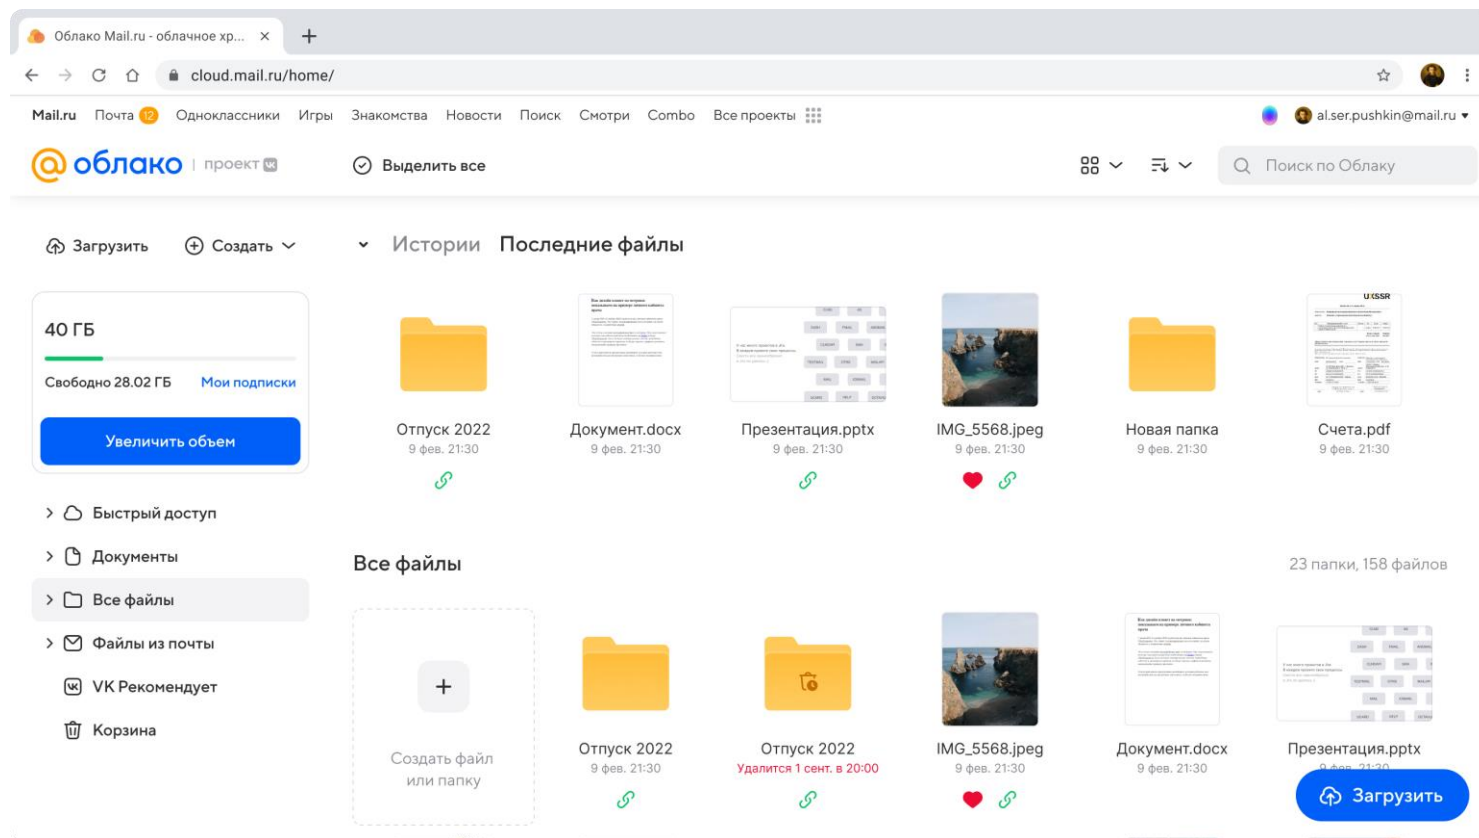 Облако Mail.ru - облачное хр...
cloud.mail.ru/home/
Mail.ru Почта 12 Одноклассники Игры Знакомства Новости Поиск Смотри Combo Все проекты
al.ser.pushkin@mail.ru
облако проект
Выделить все
Поиск по Облаку
Загрузить
Создать
Истории Последние файлы
40 ГБ
Свободно 28.02 ГБ Мои подписки
Увеличить объем
UXSSR
Отпуск 2022 Документ.docx Презентация.pptx IMG_5568.jpeg Новая папка Счета.pdf
9 фев. 21:30 9 фев. 21:30 9 фев. 21:30 9 фев. 21:30 9 фев. 21:30 9 фев. 21:30
Быстрый доступ
Документы
Все файлы
Файлы из почты
VK Рекомендует
Корзина
Все файлы
23 папки, 158 файлов
Создать файл
или папку
Отпуск 2022 Отпуск 2022 IMG_5568.jpeg Документ.docx Презентация.pptx
9 фев. 21:30 Удалится 1 сент. в 20:00 9 фев. 21:30 9 фев. 21:30 9 фев. 21:30
Загрузить